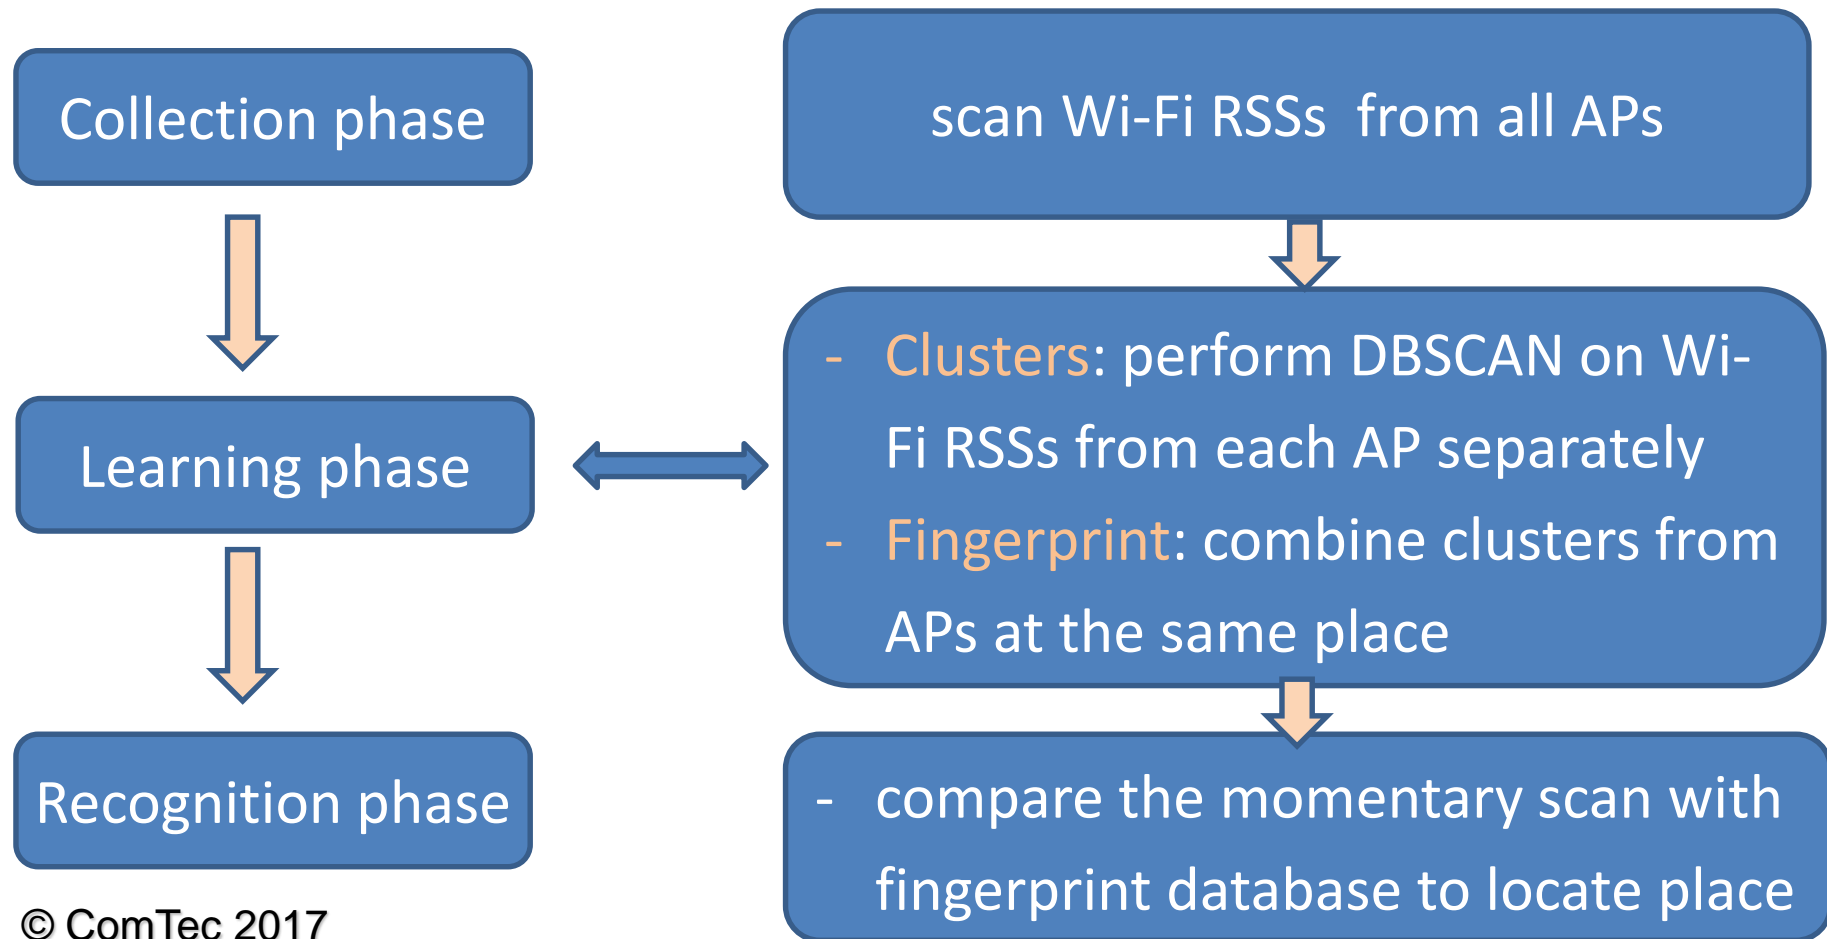 Collection phase
scan Wi-Fi RSSs from all APs
Learning phase
- Clusters: perform DBSCAN on Wi-
Fi RSSs from each AP separately
- Fingerprint: combine clusters from
APs at the same place
Recognition phase
- compare the momentary scan with
fingerprint database to locate place
© ComTec 2017